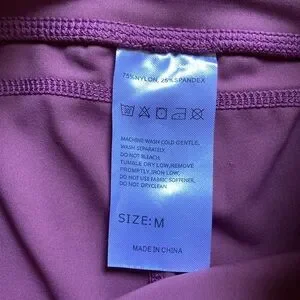 75%NYLON, 25%SPANDEX
MACHINE WASH COLD GENTLE,
WASH SEPARATELY.
DO NOT BLEACH.
TUMBLE DRY LOW,REMOVE
PROMPTLY,IRON LOW,
DO NOT USE FABRIC SOFTENER,
DO NOT DRYCLEAN
SIZE:M
MADE IN CHINA